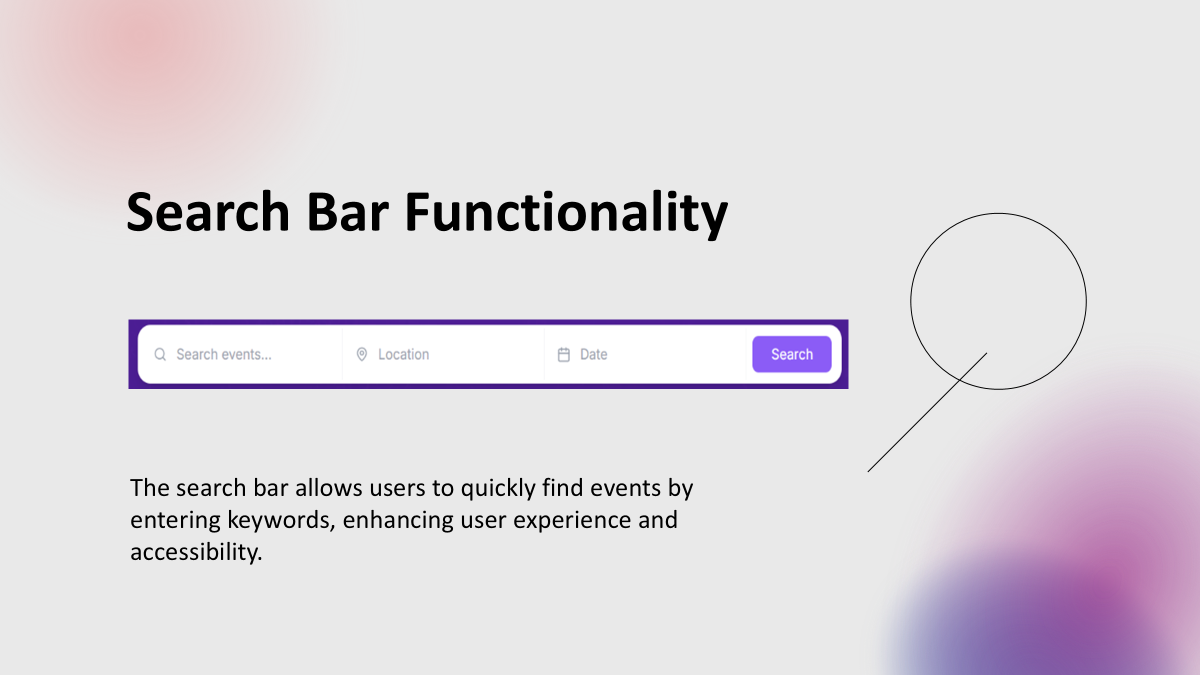 Search Bar Functionality
Search events... Location Date Search
The search bar allows users to quickly find events by
entering keywords, enhancing user experience and
accessibility.